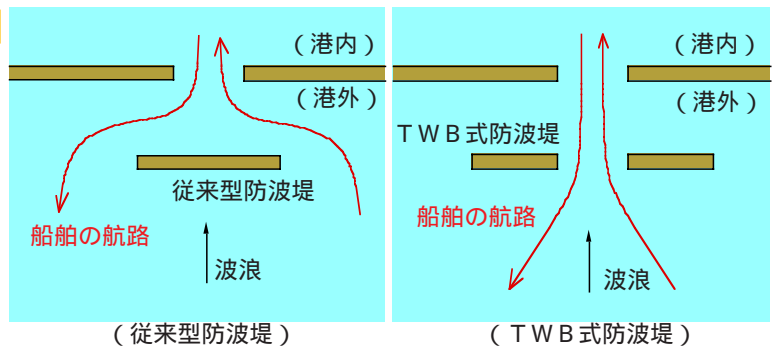 （港内）
（港外）
従来型防波堤
船舶の航路
波浪
（従来型防波堤）
（港内）
（港外）
ＴＷＢ式防波堤
船舶の航路
波浪
（ＴＷＢ式防波堤）